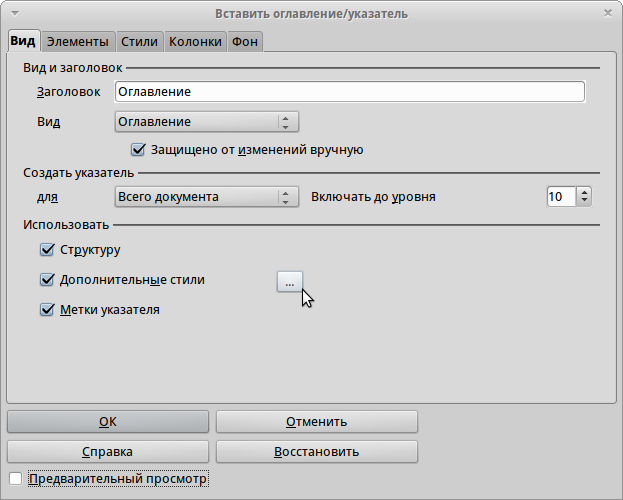 Вставить оглавление/указатель
Вид Элементы Стили Колонки Фон
Вид и заголовок
Заголовок Оглавление
Вид Оглавление
Защищено от изменений вручную
Создать указатель
для Всего документа Включать до уровня 10
Использовать
Структуру
Дополнительные стили ...
Метки указателя
OK Отменить
Справка Восстановить
Предварительный просмотр